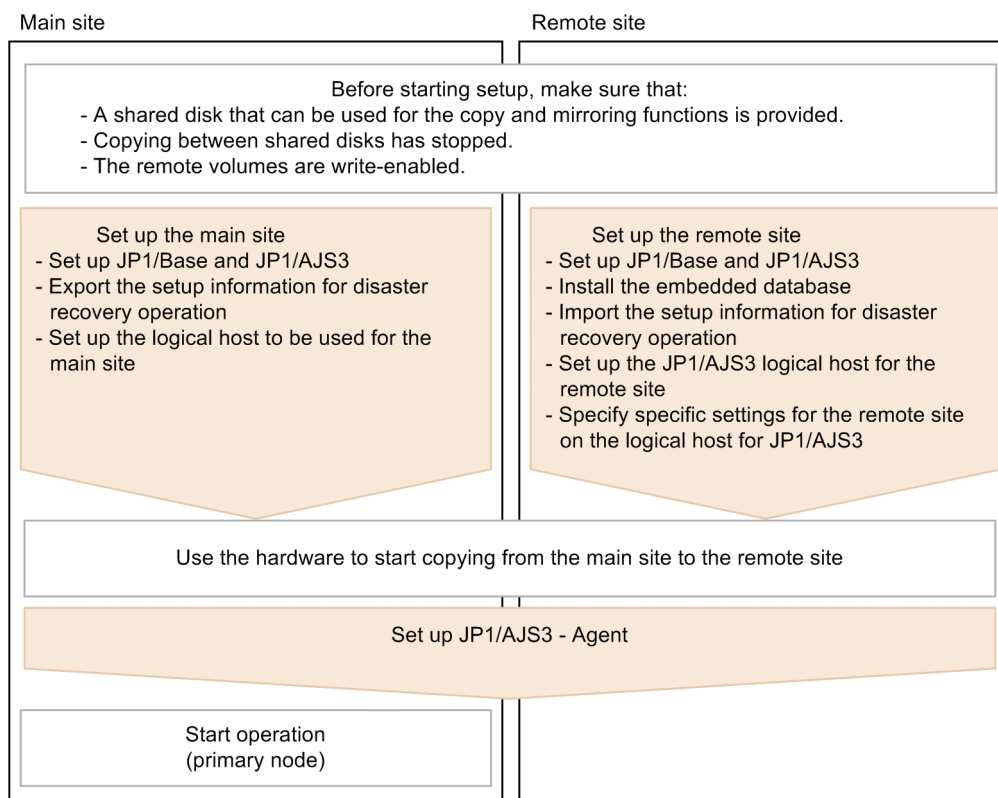 Main site
Remote site
Before starting setup, make sure that:
- A shared disk that can be used for the copy and mirroring functions is provided.
- Copying between shared disks has stopped.
- The remote volumes are write-enabled.
Set up the main site
- Set up JP1/Base and JP1/AJS3
- Export the setup information for disaster
recovery operation
- Set up the logical host to be used for the
main site
Set up the remote site
- Set up JP1/Base and JP1/AJS3
- Install the embedded database
- Import the setup information for disaster
recovery operation
- Set up the JP1/AJS3 logical host for the
remote site
- Specify specific settings for the remote site
on the logical host for JP1/AJS3
Use the hardware to start copying from the main site to the remote site
Set up JP1/AJS3 - Agent
Start operation
(primary node)